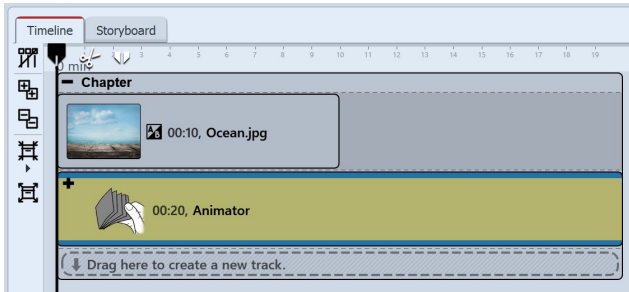 Timeline Storyboard
0 min 3 4 5 6 7 8 9 10 11 12 13 14 15 16 17 18 19
Chapter
A B 00:10, Ocean.jpg
00:20, Animator
Drag here to create a new track.